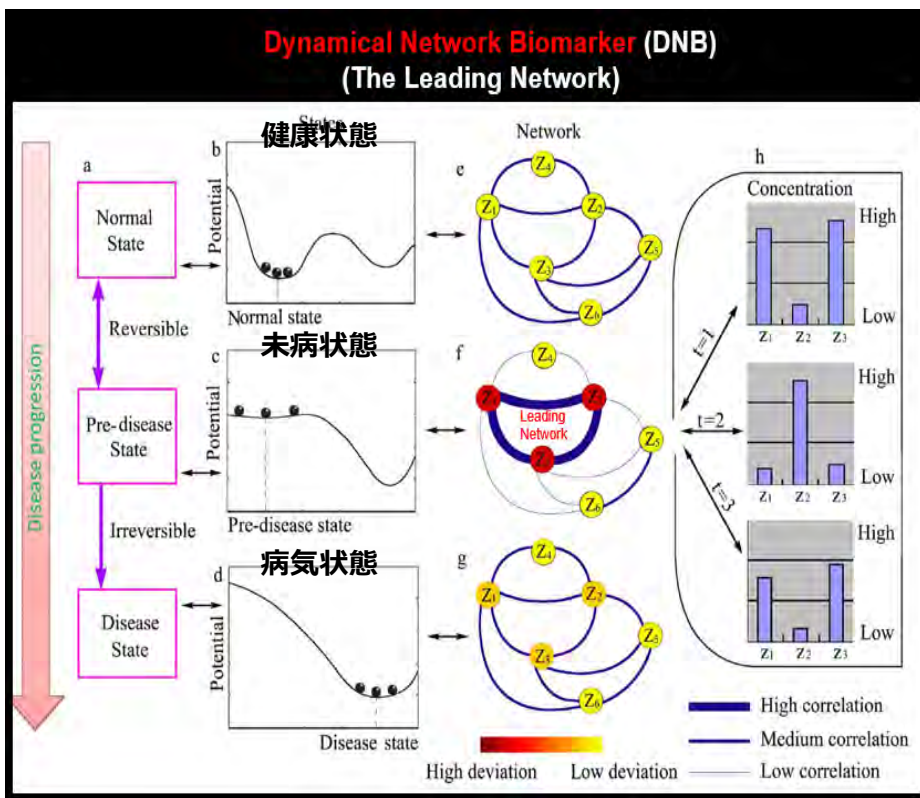 Dynamical Network Biomarker (DNB)
(The Leading Network)
Disease progression
a
Normal
State
Reversible
Pre-disease
State
Irreversible
Disease
State
States
健康状態
b
Potential
Normal state
未病状態
c
Potential
Pre-disease state
病気状態
d
Potential
Disease state
Network
e
Z4
Z1
Z2
Z5
Z3
Z6
f
Z4
Leading
Network
Z5
Z6
g
Z4
Z1
Z2
Z5
Z3
Z6
High deviation
Low deviation
h
Concentration
High
Low
Z1
Z2
Z3
t=1
High
Low
Z1
Z2
Z3
t=2
High
Low
Z1
Z2
Z3
t=3
High correlation
Medium correlation
Low correlation